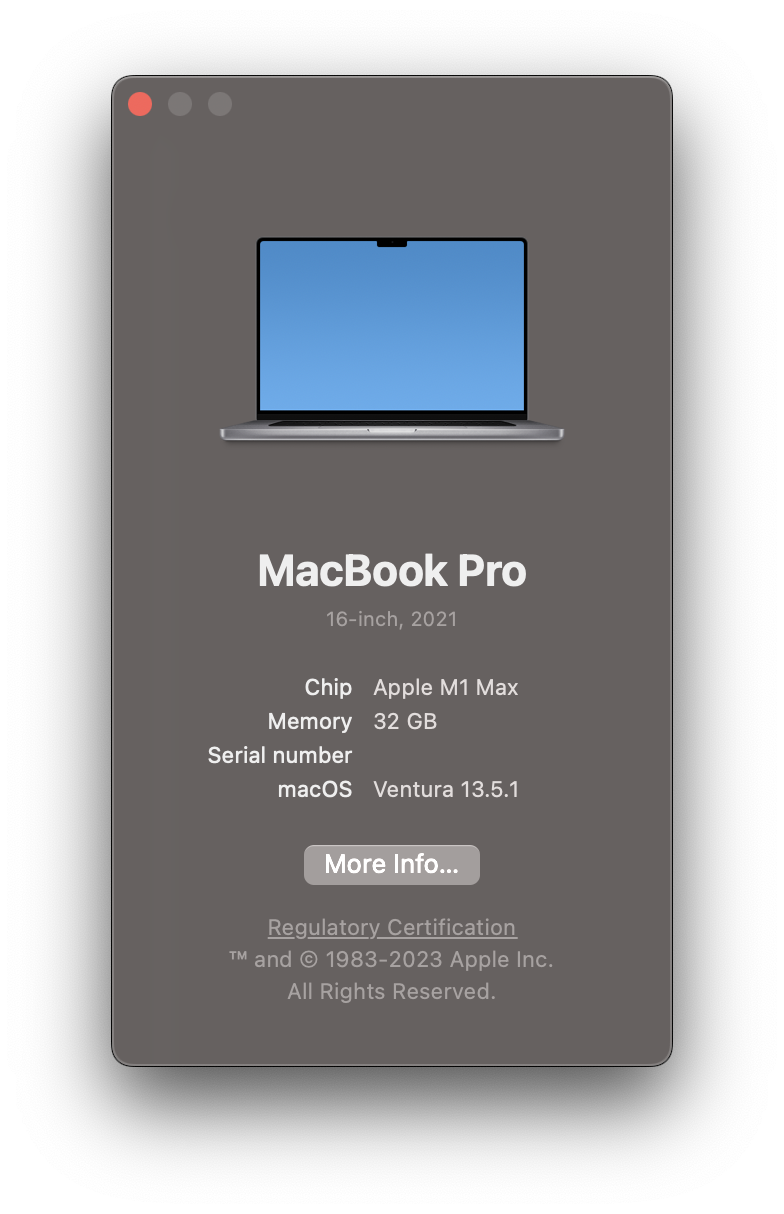 MacBook Pro
16-inch, 2021
Chip Apple M1 Max
Memory 32 GB
Serial number
macOS Ventura 13.5.1
More Info...
Regulatory Certification
™ and © 1983-2023 Apple Inc.
All Rights Reserved.